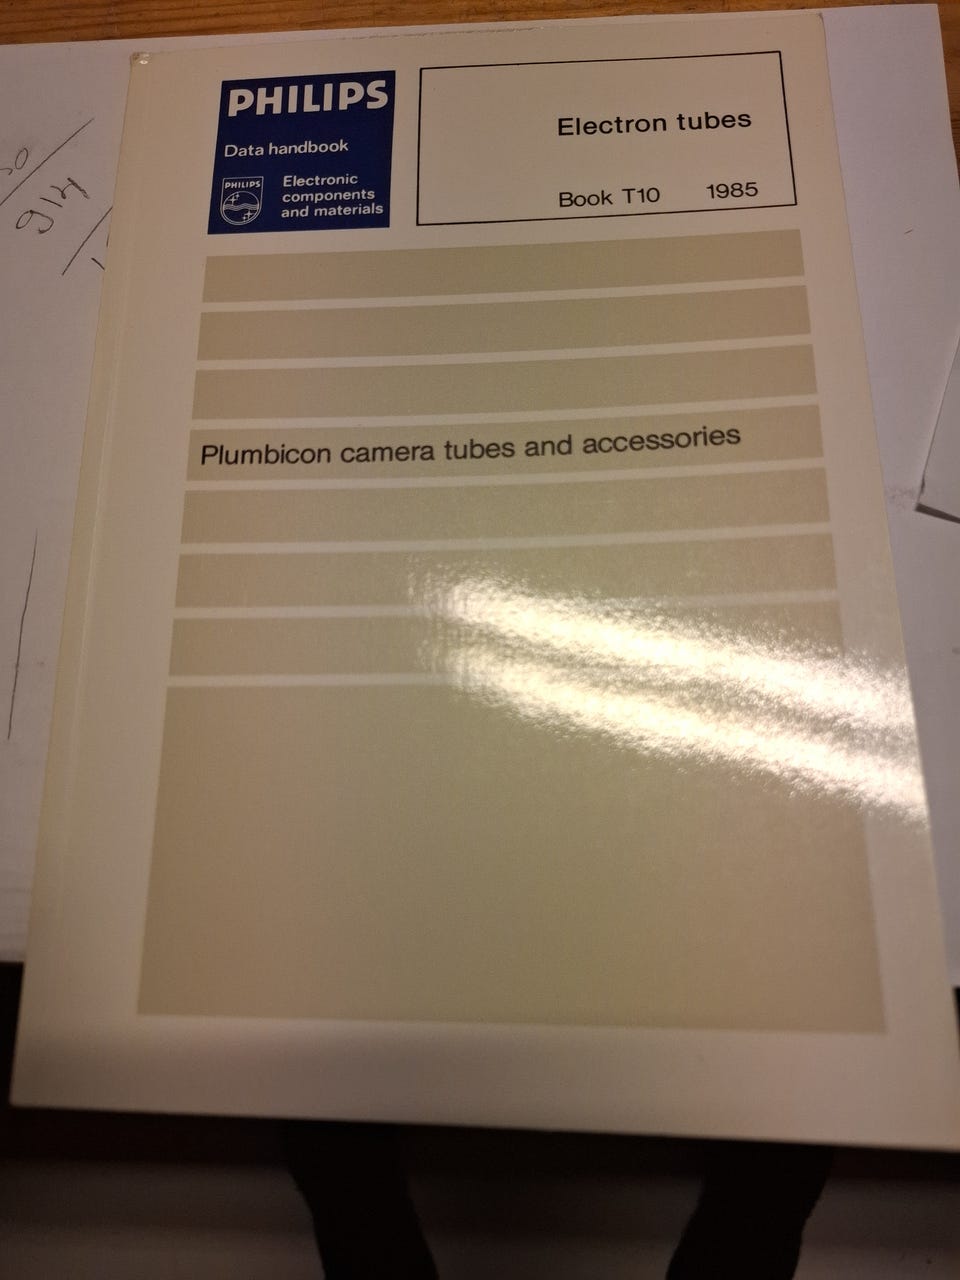 PHILIPS
Data handbook
PHILIPS
Electronic
components
and materials
Electron tubes
Book T10 1985
Plumbicon camera tubes and accessories